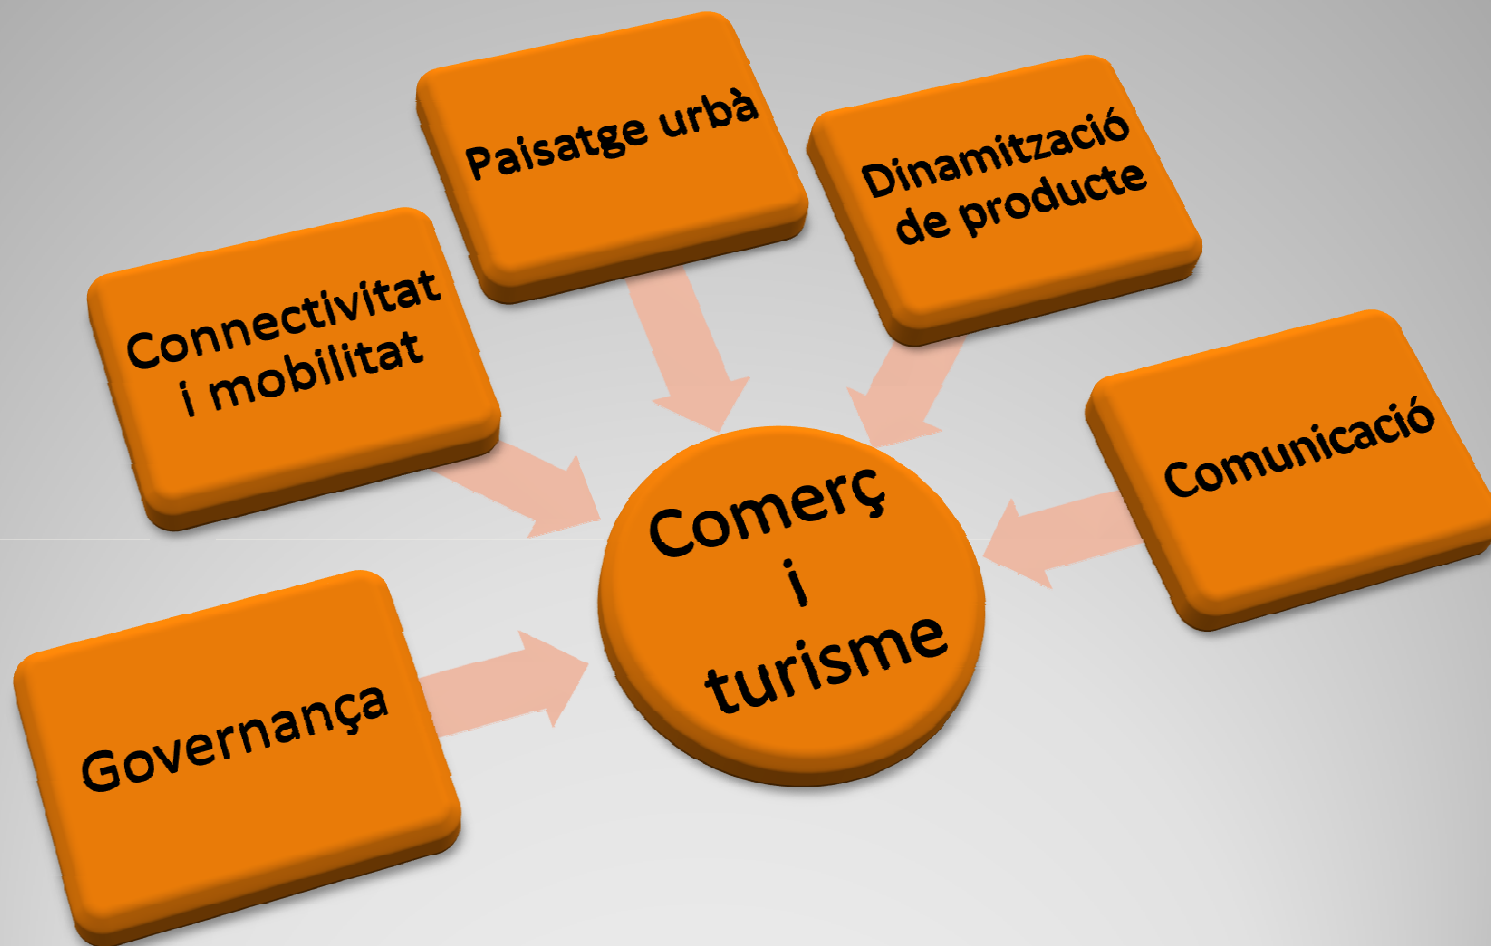 Paisatge urbà
Dinamització
de producte
Connectivitat
i mobilitat
Comunicació
Comerç
i
turisme
Governança